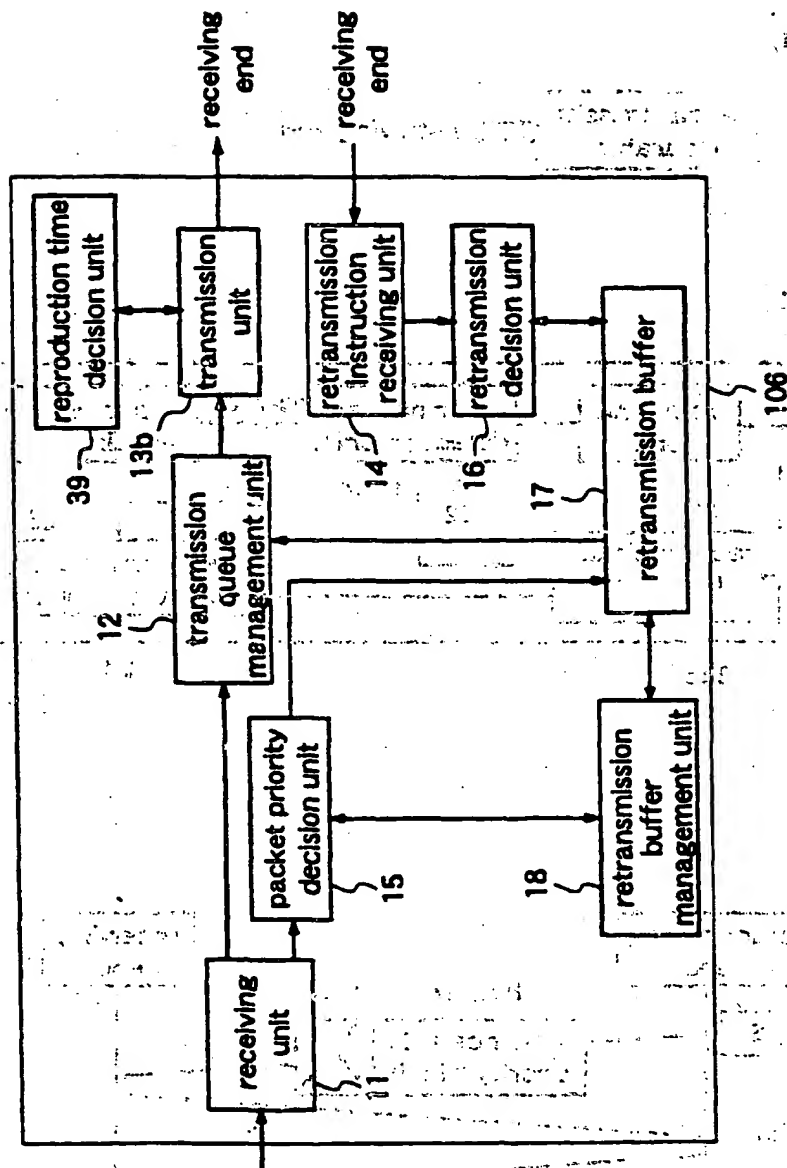 receiving
unit
11
packet priority
decision unit
15
transmission
queue
management unit
12
reproduction time
decision unit
39
transmission
unit
13b
receiving
end
receiving
end
retransmission
instruction
receiving unit
14
retransmission
decision unit
16
retransmission buffer
17
retransmission
buffer
management unit
18
106